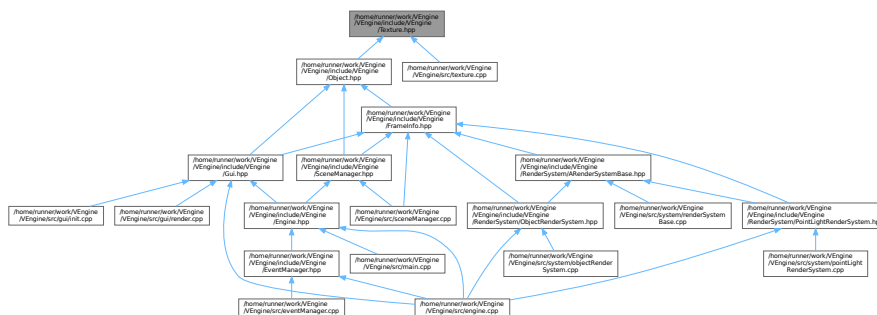 /home/runner/work/VEngine
/VEngine/include/VEngine
/Texture.hpp
/home/runner/work/VEngine
/VEngine/include/VEngine
/Object.hpp
/home/runner/work/VEngine
/VEngine/src/texture.cpp
/home/runner/work/VEngine
/VEngine/include/VEngine
/FrameInfo.hpp
/home/runner/work/VEngine
/VEngine/include/VEngine
/Gui.hpp
/home/runner/work/VEngine
/VEngine/include/VEngine
/SceneManager.hpp
/home/runner/work/VEngine
/VEngine/include/VEngine
/RenderSystem/ARenderSystemBase.hpp
/home/runner/work/VEngine
/VEngine/src/gui/init.cpp
/home/runner/work/VEngine
/VEngine/src/gui/render.cpp
/home/runner/work/VEngine
/VEngine/include/VEngine
/Engine.hpp
/home/runner/work/VEngine
/VEngine/src/sceneManager.cpp
/home/runner/work/VEngine
/VEngine/include/VEngine
/RenderSystem/ObjectRenderSystem.hpp
/home/runner/work/VEngine
/VEngine/src/system/renderSystem
Base.cpp
/home/runner/work/VEngine
/VEngine/include/VEngine
/RenderSystem/PointLightRenderSystem.hpp
/home/runner/work/VEngine
/VEngine/include/VEngine
/EventManager.hpp
/home/runner/work/VEngine
/VEngine/src/main.cpp
/home/runner/work/VEngine
/VEngine/src/system/objectRender
System.cpp
/home/runner/work/VEngine
/VEngine/src/system/pointLight
RenderSystem.cpp
/home/runner/work/VEngine
/VEngine/src/eventManager.cpp
/home/runner/work/VEngine
/VEngine/src/engine.cpp